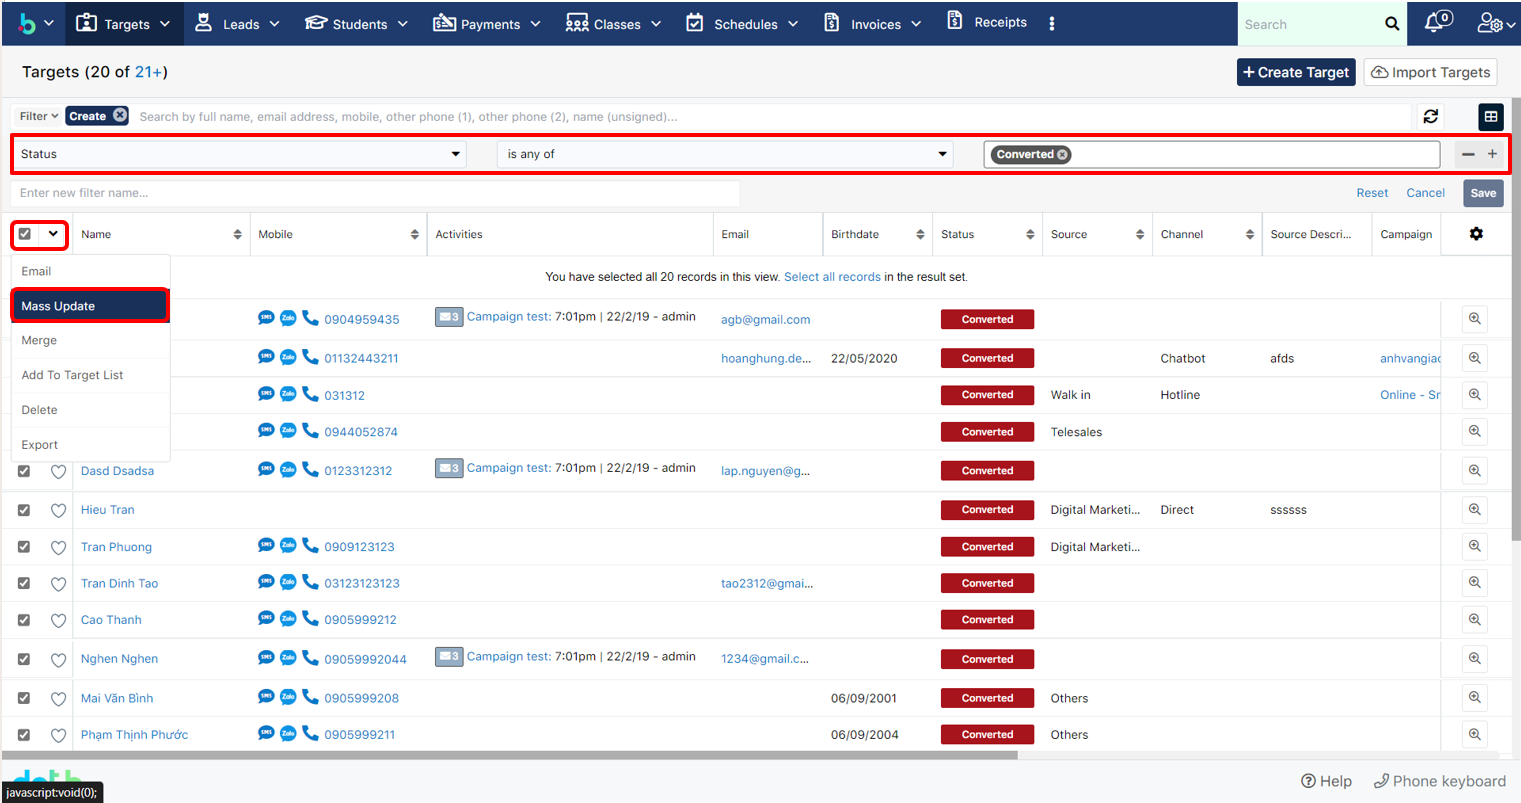 Targets Leads Students Payments Classes Schedules Invoices Receipts Search 0
Targets (20 of 21+) + Create Target Import Targets
Filter Create Search by full name, email address, mobile, other phone (1), other phone (2), name (unsigned)...
Status is any of Converted
Enter new filter name... Reset Cancel Save
Name Mobile Activities Email Birthdate Status Source Channel Source Descri... Campaign
Email
You have selected all 20 records in this view. Select all records in the result set.
Mass Update
SMS Zalo 0904959435 3 Campaign test: 7:01pm | 22/2/19 - admin agb@gmail.com Converted
Merge
SMS Zalo 01132443211 hoanghung.de... 22/05/2020 Converted Chatbot afds anhvangiao
Add To Target List
SMS Zalo 031312 Converted Walk in Hotline Online - Sr
Delete
SMS Zalo 0944052874 Converted Telesales
Export
Dasd Dsadsa SMS Zalo 0123312312 3 Campaign test: 7:01pm | 22/2/19 - admin lap.nguyen@g... Converted
Hieu Tran Converted Digital Marketi... Direct ssssss
Tran Phuong SMS Zalo 0909123123 Converted Digital Marketi...
Tran Dinh Tao SMS Zalo 03123123123 tao2312@gmai... Converted
Cao Thanh SMS Zalo 0905999212 Converted
Nghen Nghen SMS Zalo 09059992044 3 Campaign test: 7:01pm | 22/2/19 - admin 1234@gmail.c... Converted
Mai Văn Bình SMS Zalo 0905999208 06/09/2001 Converted Others
Phạm Thịnh Phước SMS Zalo 0905999211 06/09/2004 Converted Others
Help Phone keyboard
javascript:void(0);